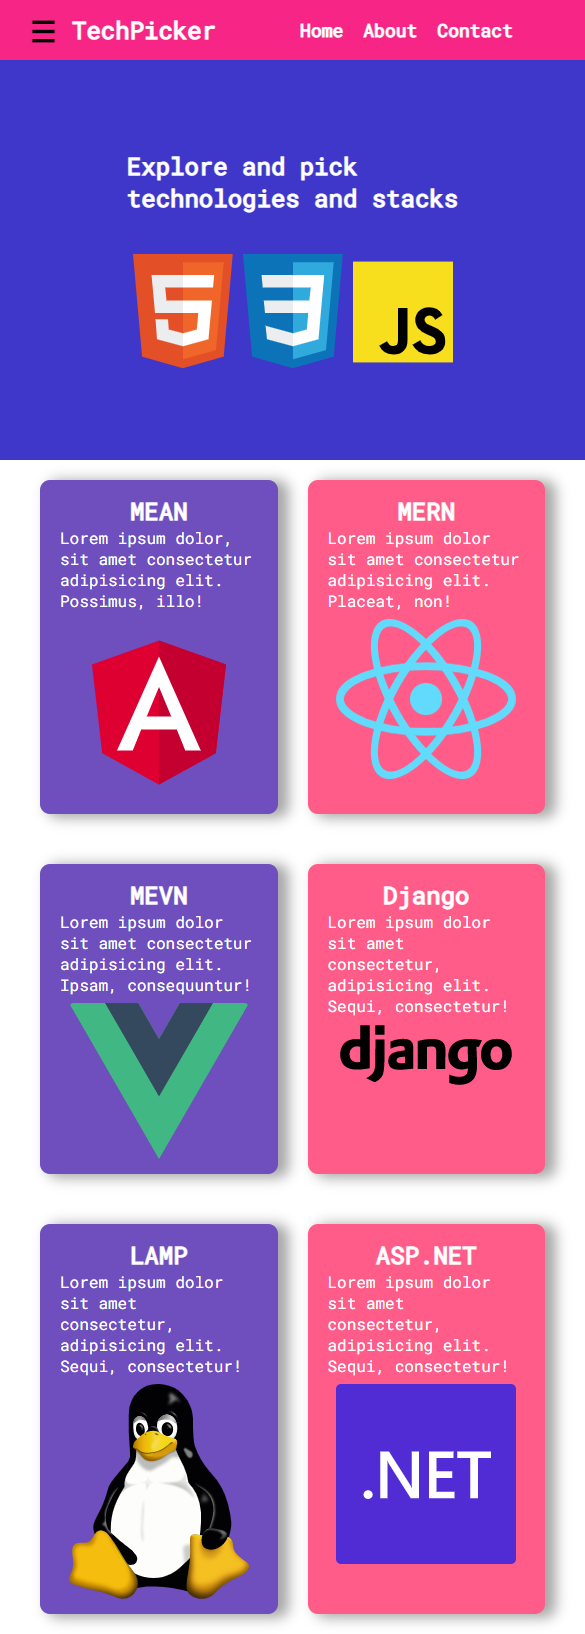 ☰ TechPicker Home About Contact
Explore and pick
technologies and stacks
5 3 JS
MEAN
Lorem ipsum dolor,
sit amet consectetur
adipisicing elit.
Possimus, illo!
A
MERN
Lorem ipsum dolor
sit amet consectetur
adipisicing elit.
Placeat, non!
MEVN
Lorem ipsum dolor
sit amet consectetur
adipisicing elit.
Ipsam, consequuntur!
Django
Lorem ipsum dolor
sit amet
consectetur,
adipisicing elit.
Sequi, consectetur!
django
LAMP
Lorem ipsum dolor
sit amet
consectetur,
adipisicing elit.
Sequi, consectetur!
ASP.NET
Lorem ipsum dolor
sit amet
consectetur,
adipisicing elit.
Sequi, consectetur!
.NET